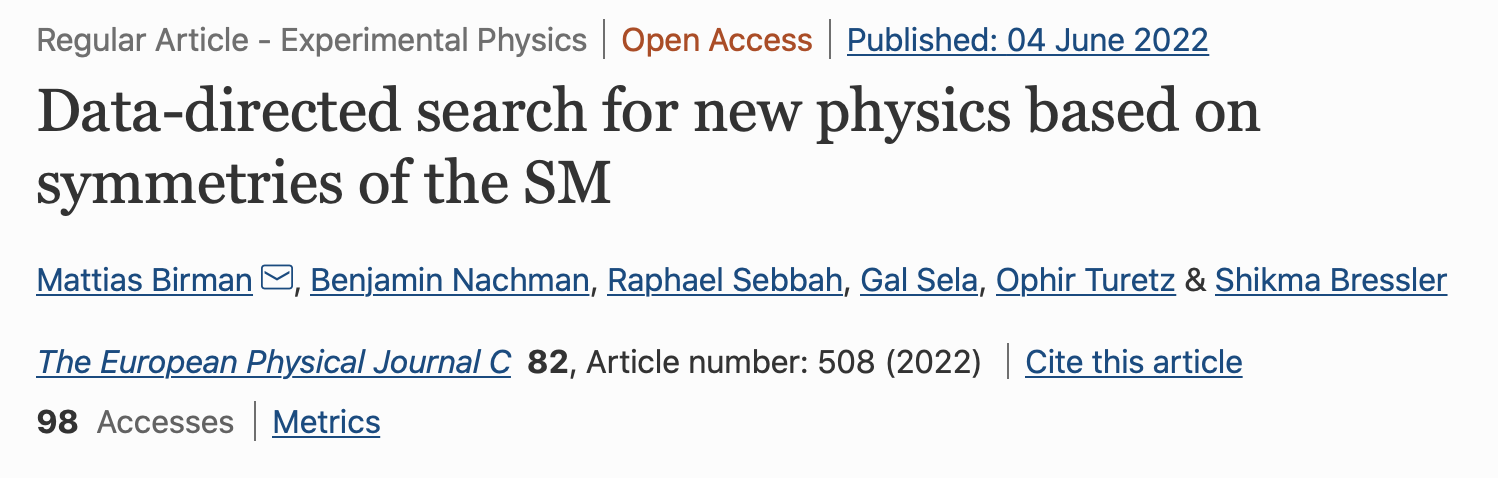 Regular Article - Experimental Physics | Open Access | Published: 04 June 2022
Data-directed search for new physics based on
symmetries of the SM
Mattias Birman, Benjamin Nachman, Raphael Sebbah, Gal Sela, Ophir Turetz & Shikma Bressler
The European Physical Journal C 82, Article number: 508 (2022) | Cite this article
98 Accesses | Metrics